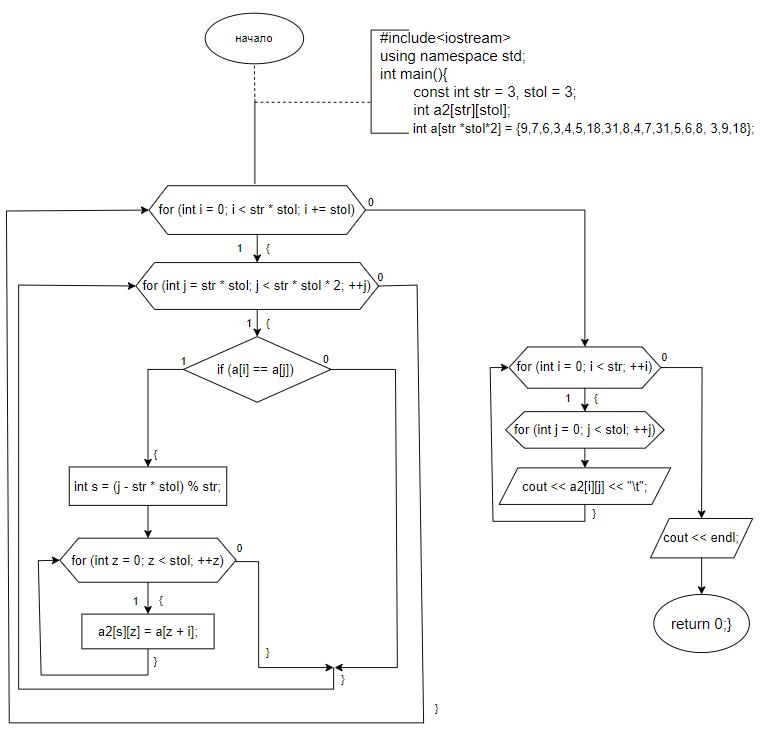 начало
#include<iostream>
using namespace std;
int main(){
const int str = 3, stol = 3;
int a2[str][stol];
int a[str *stol*2] = {9,7,6,3,4,5,18,31,8,4,7,31,5,6,8, 3,9,18};
for (int i = 0; i < str * stol; i += stol)
0
1 {
for (int j = str * stol; j < str * stol * 2; ++j)
0
1 {
if (a[i] == a[j])
1
0
{
int s = (j - str * stol) % str;
for (int z = 0; z < stol; ++z)
0
1 {
a2[s][z] = a[z + i];
}
}
}
}
for (int i = 0; i < str; ++i)
0
1 {
for (int j = 0; j < stol; ++j)
cout << a2[i][j] << "\t";
}
cout << endl;
return 0;}